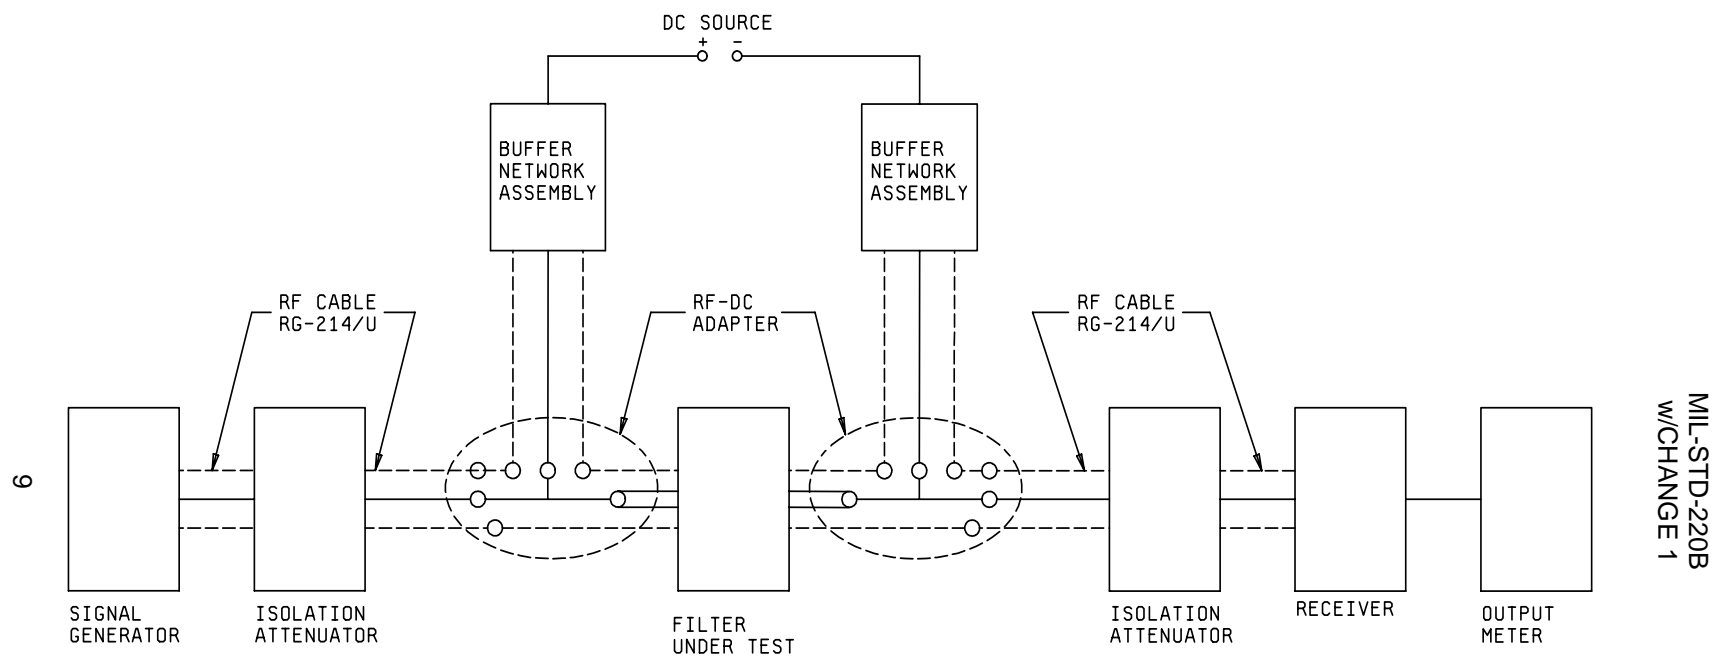 DC SOURCE
+ -
BUFFER
NETWORK
ASSEMBLY
BUFFER
NETWORK
ASSEMBLY
RF CABLE
RG-214/U
RF-DC
ADAPTER
RF CABLE
RG-214/U
SIGNAL
GENERATOR
ISOLATION
ATTENUATOR
FILTER
UNDER TEST
ISOLATION
ATTENUATOR
RECEIVER
OUTPUT
METER
MIL-STD-220B
w/CHANGE 1
9